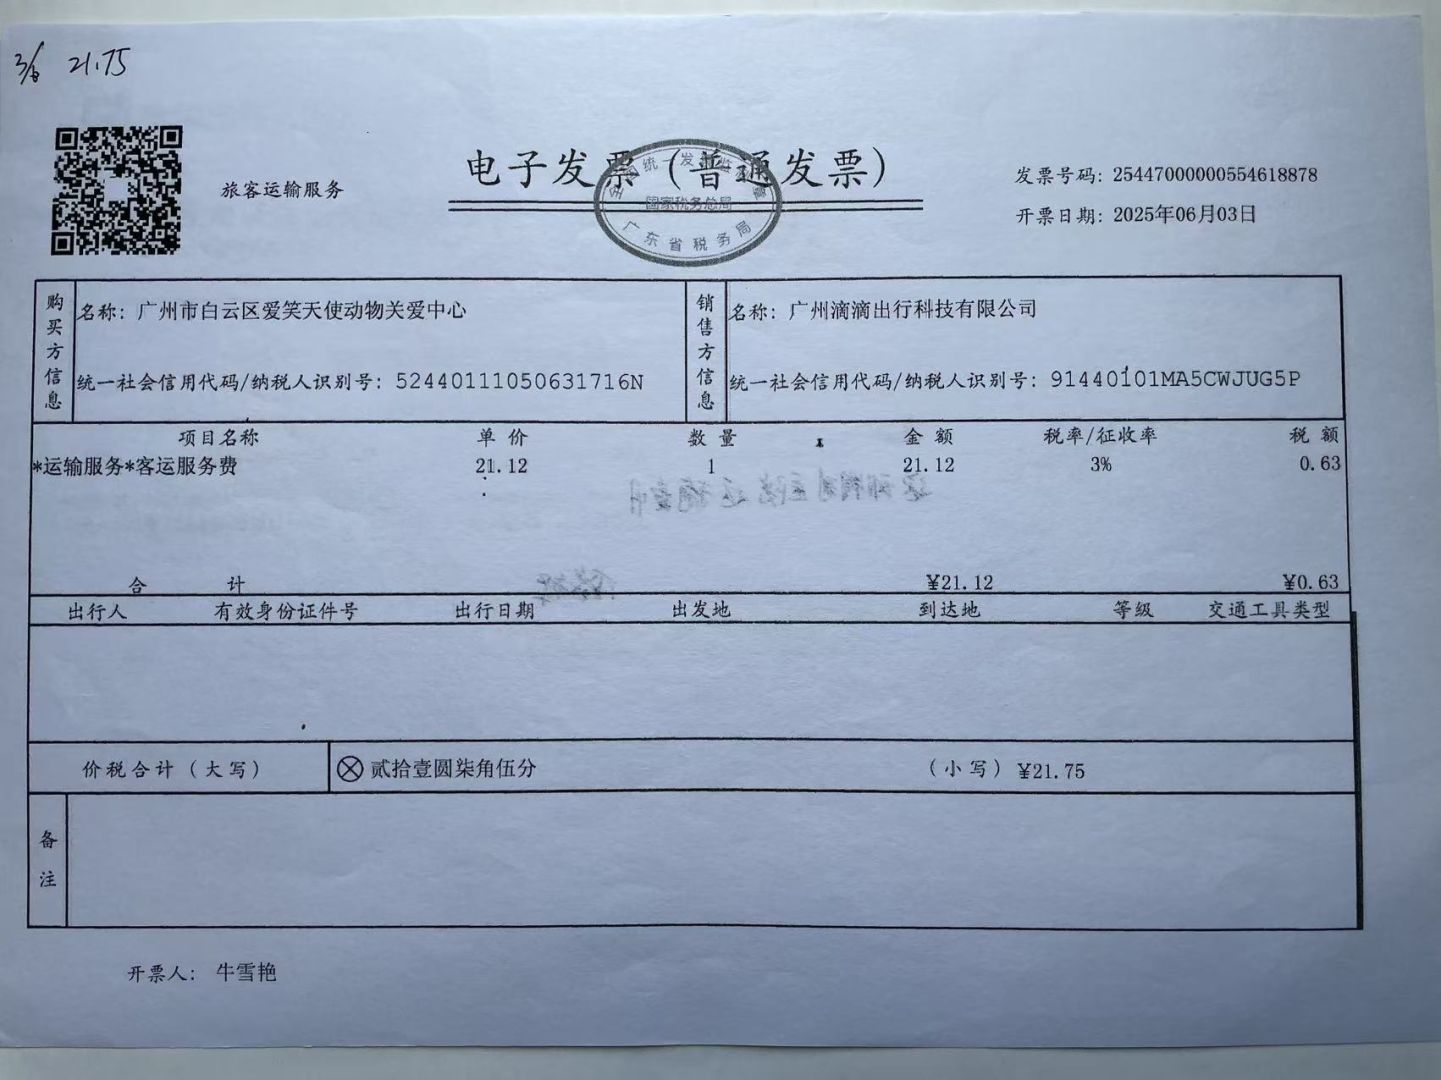 3/6 21.75
旅客运输服务
电子发票（普通发票）
全国统一发票监制章
国家税务总局
广东省税务局
发票号码：25447000000554618878
开票日期：2025年06月03日
购买方信息
名称：广州市白云区爱笑天使动物关爱中心
统一社会信用代码/纳税人识别号：52440111050631716N
销售方信息
名称：广州滴滴出行科技有限公司
统一社会信用代码/纳税人识别号：91440101MA5CWJUG5P
项目名称 单价 数量 金额 税率/征收率 税额
*运输服务*客运服务费 21.12 1 21.12 3% 0.63
合计 ¥21.12 ¥0.63
出行人 有效身份证件号 出行日期 出发地 到达地 等级 交通工具类型
价税合计（大写） ⊗贰拾壹圆柒角伍分 （小写）¥21.75
备注
开票人：牛雪艳